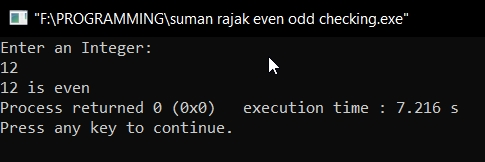 "F:\PROGRAMMING\suman rajak even odd checking.exe"
Enter an Integer:
12
12 is even
Process returned 0 (0x0)   execution time : 7.216 s
Press any key to continue.